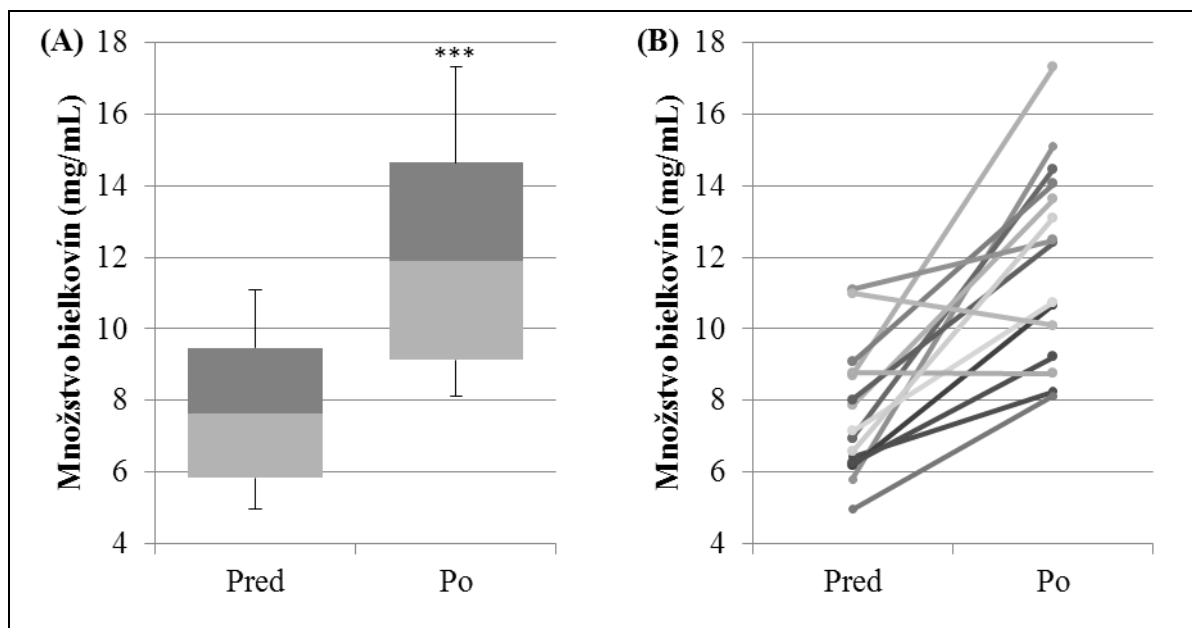 (A)
Množstvo bielkovín (mg/mL)
18
16
14
12
10
8
6
4
***
Pred
Po
(B)
Množstvo bielkovín (mg/mL)
18
16
14
12
10
8
6
4
Pred
Po